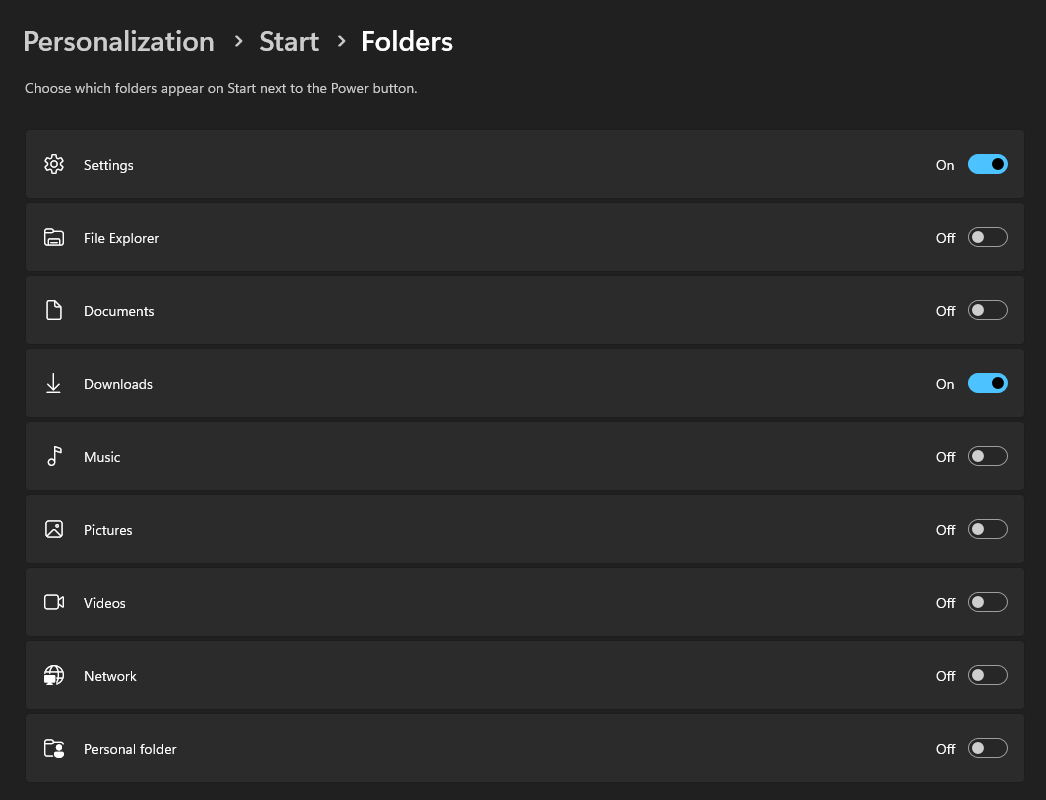 Personalization > Start > Folders
Choose which folders appear on Start next to the Power button.
Settings On
File Explorer Off
Documents Off
Downloads On
Music Off
Pictures Off
Videos Off
Network Off
Personal folder Off